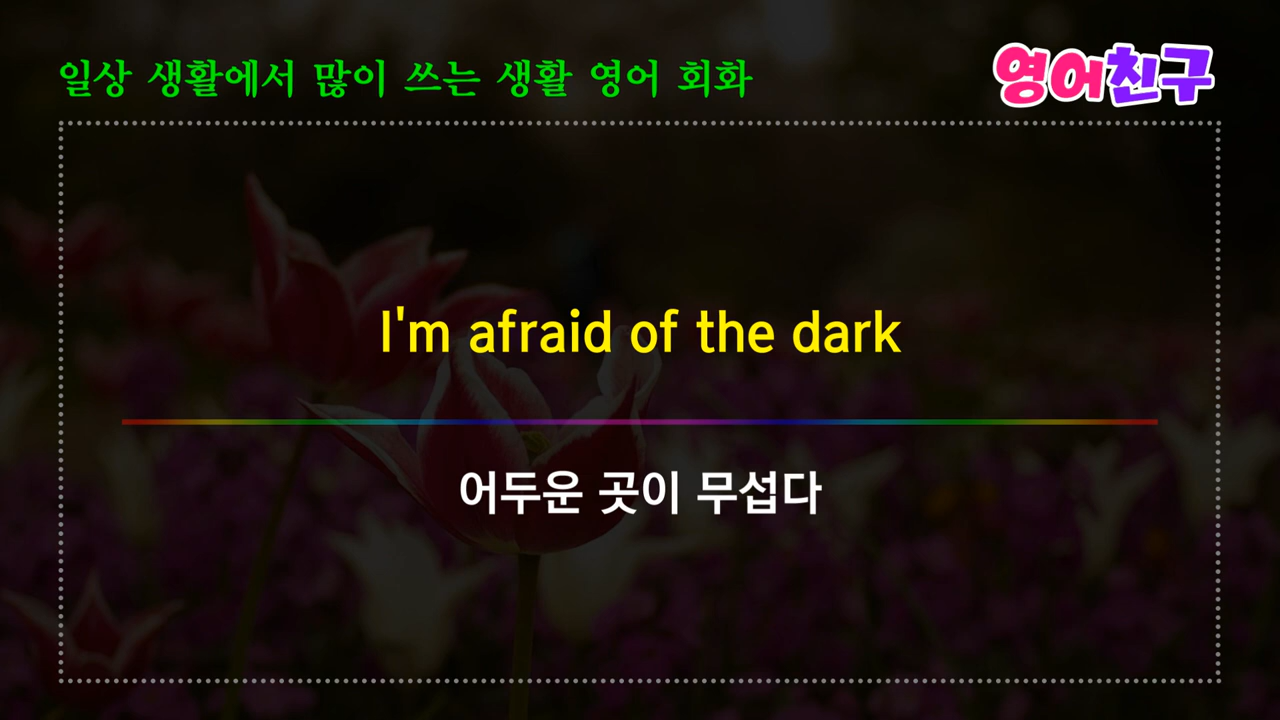 일상 생활에서 많이 쓰는 생활 영어 회화
영어친구
I'm afraid of the dark
어두운 곳이 무섭다